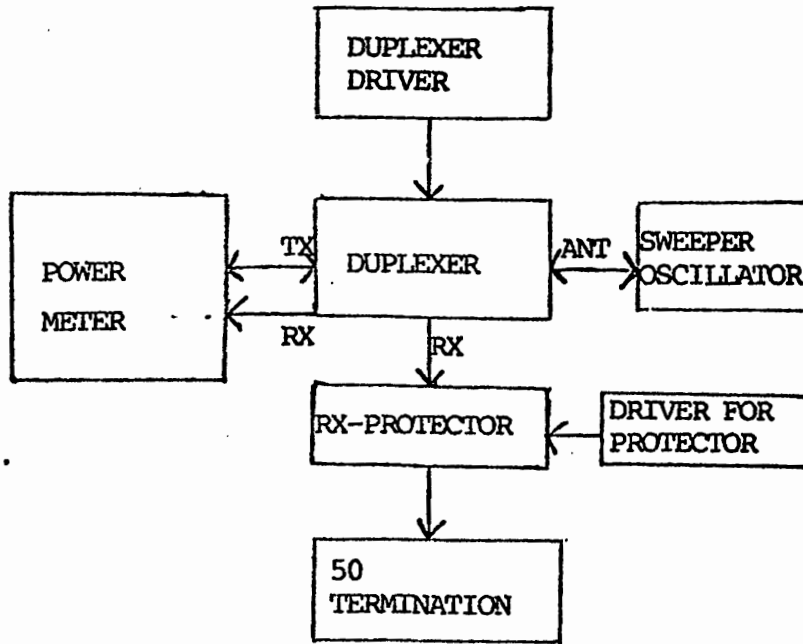 DUPLEXER
DRIVER
POWER
METER
TX
RX
DUPLEXER
ANT
SWEEPER
OSCILLATOR
RX
RX-PROTECTOR
DRIVER FOR
PROTECTOR
50
TERMINATION